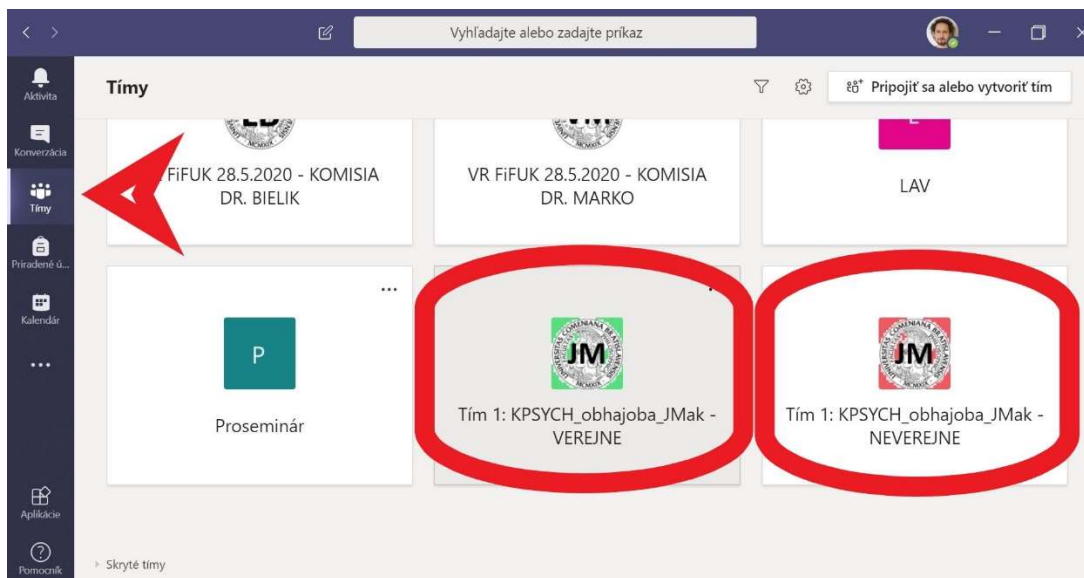 Vyhľadajte alebo zadajte príkaz
Aktivita
Konverzácia
Tímy
Priradené ú...
Kalendár
Aplikácie
Pomocník
Tímy
Pripojiť sa alebo vytvoriť tím
FiFUK 28.5.2020 - KOMISIA
DR. BIELIK
VM
VR FiFUK 28.5.2020 - KOMISIA
DR. MARKO
LAV
P
Proseminár
JM
Tím 1: KPSYCH_obhajoba_JMak -
VEREJNE
JM
Tím 1: KPSYCH_obhajoba_JMak -
NEVEREJNE
Skryté tímy